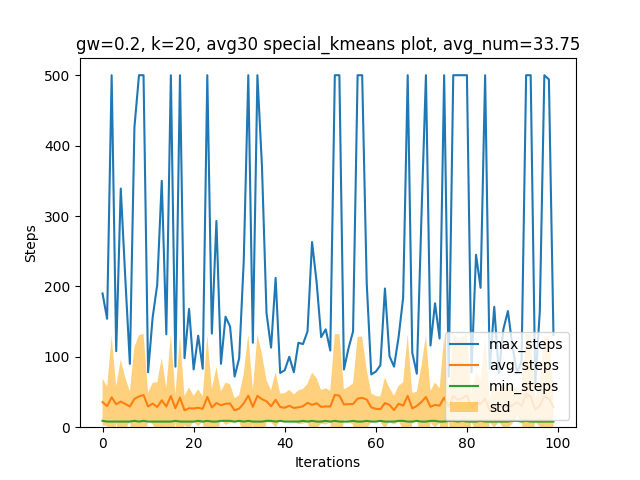 gw=0.2, k=20, avg30 special_kmeans plot, avg_num=33.75
500
400
300
200
100
0
Steps
0
20
40
60
80
100
Iterations
max_steps
avg_steps
min_steps
std